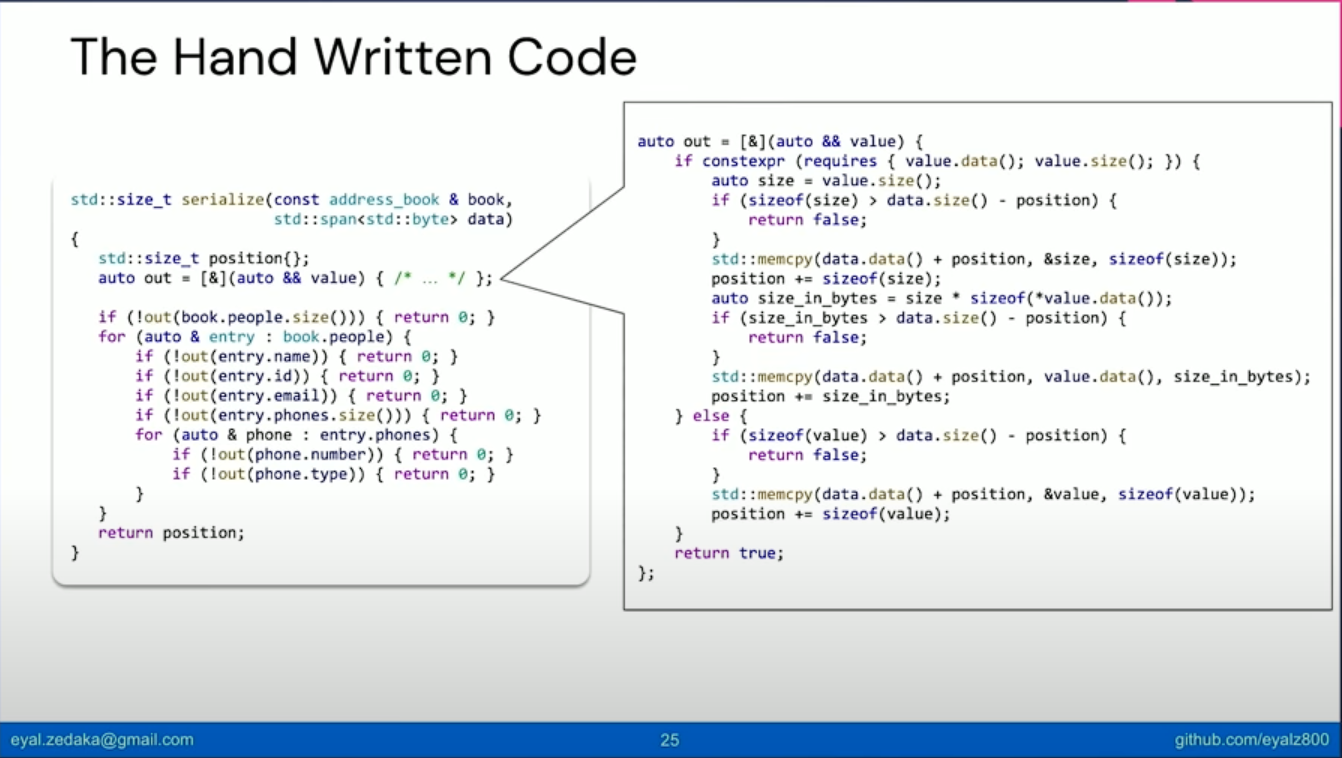 The Hand Written Code
std::size_t serialize(const address_book & book,
                      std::span<std::byte> data)
{
   std::size_t position{};
   auto out = [&](auto && value) { /* … */ };

   if (!out(book.people.size())) { return 0; }
   for (auto & entry : book.people) {
       if (!out(entry.name)) { return 0; }
       if (!out(entry.id)) { return 0; }
       if (!out(entry.email)) { return 0; }
       if (!out(entry.phones.size())) { return 0; }
       for (auto & phone : entry.phones) {
           if (!out(phone.number)) { return 0; }
           if (!out(phone.type)) { return 0; }
       }
   }
   return position;
}
auto out = [&](auto && value) {
    if constexpr (requires { value.data(); value.size(); }) {
        auto size = value.size();
        if (sizeof(size) > data.size() - position) {
            return false;
        }
        std::memcpy(data.data() + position, &size, sizeof(size));
        position += sizeof(size);
        auto size_in_bytes = size * sizeof(*value.data());
        if (size_in_bytes > data.size() - position) {
            return false;
        }
        std::memcpy(data.data() + position, value.data(), size_in_bytes);
        position += size_in_bytes;
    } else {
        if (sizeof(value) > data.size() - position) {
            return false;
        }
        std::memcpy(data.data() + position, &value, sizeof(value));
        position += sizeof(value);
    }
    return true;
};
eyal.zedaka@gmail.com
25
github.com/eyalz800